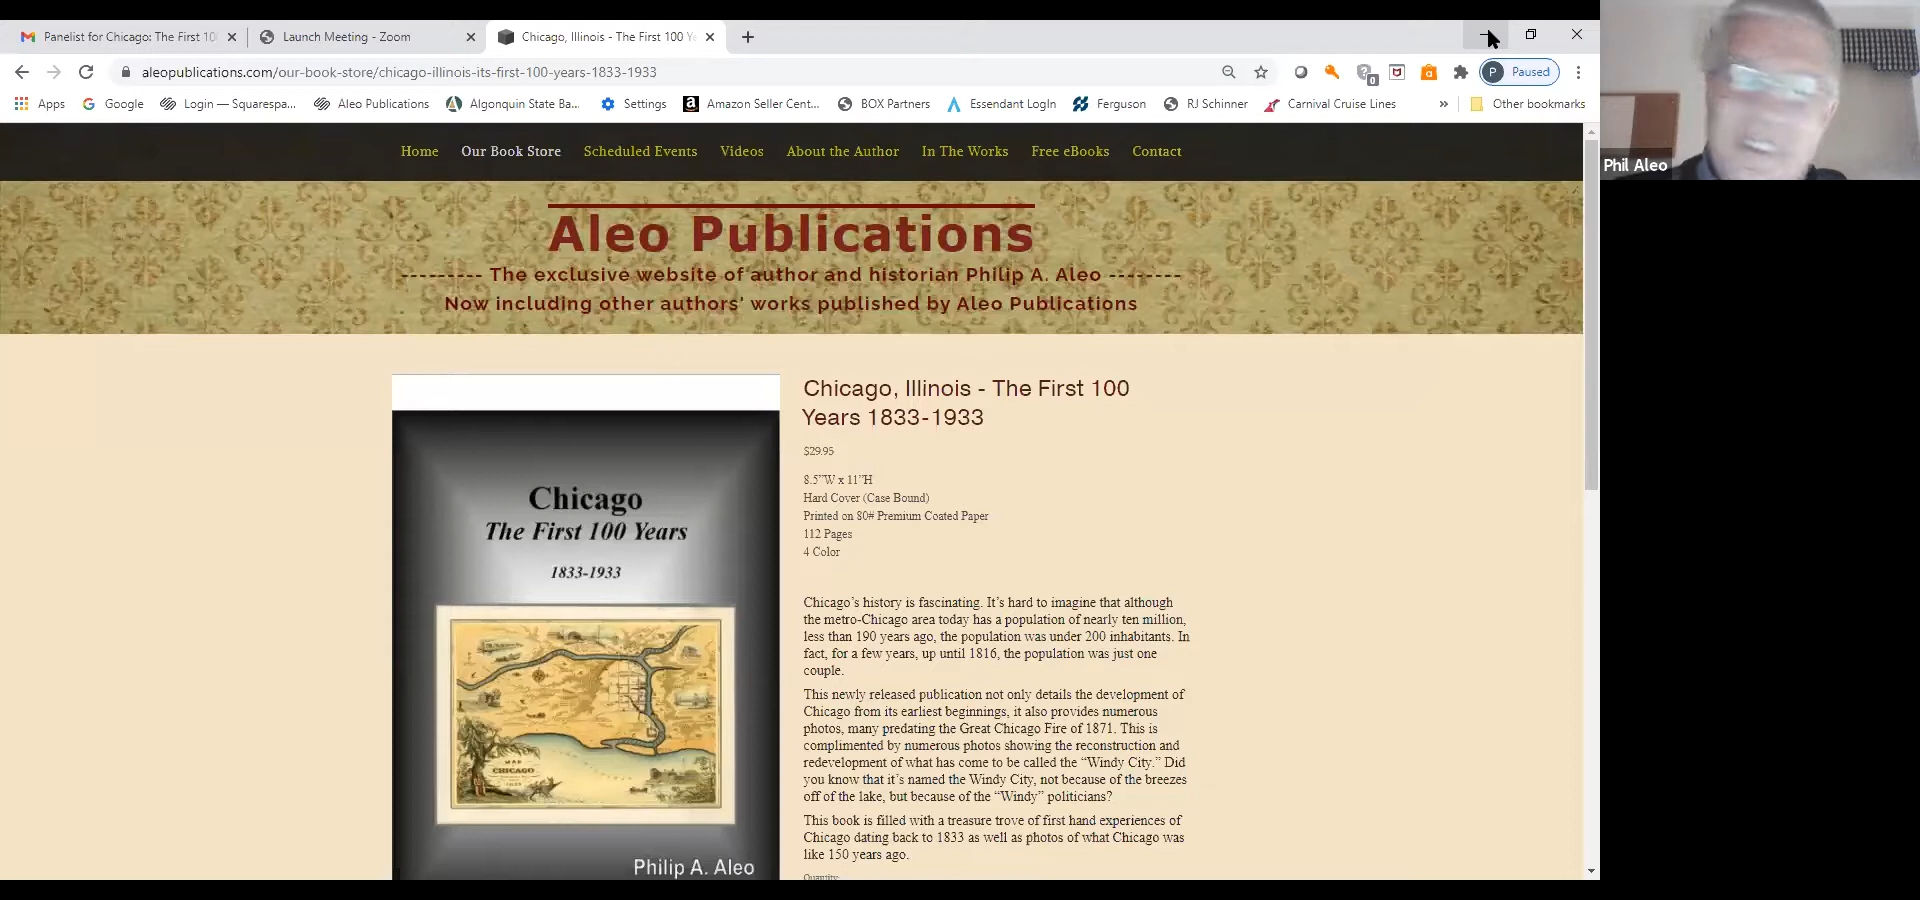 Panelist for Chicago: The First 10
Launch Meeting - Zoom
Chicago, Illinois - The First 100 Y
aleopublications.com/our-book-store/chicago-illinois-its-first-100-years-1833-1933
0
P Paused
Apps Google Login — Squarespa... Aleo Publications Algonquin State Ba... Settings Amazon Seller Cent... BOX Partners Essendant LogIn Ferguson RJ Schinner Carnival Cruise Lines » Other bookmarks
Phil Aleo
Home Our Book Store Scheduled Events Videos About the Author In The Works Free eBooks Contact
Aleo Publications
--------- The exclusive website of author and historian Philip A. Aleo --------
Now including other authors' works published by Aleo Publications
Chicago
The First 100 Years
1833-1933
MAP
CHICAGO
Philip A. Aleo
Chicago, Illinois - The First 100
Years 1833-1933
$29.95
8.5”W x 11”H
Hard Cover (Case Bound)
Printed on 80# Premium Coated Paper
112 Pages
4 Color
Chicago’s history is fascinating. It’s hard to imagine that although
the metro-Chicago area today has a population of nearly ten million,
less than 190 years ago, the population was under 200 inhabitants. In
fact, for a few years, up until 1816, the population was just one
couple.
This newly released publication not only details the development of
Chicago from its earliest beginnings, it also provides numerous
photos, many predating the Great Chicago Fire of 1871. This is
complimented by numerous photos showing the reconstruction and
redevelopment of what has come to be called the “Windy City.” Did
you know that it’s named the Windy City, not because of the breezes
off of the lake, but because of the “Windy” politicians?
This book is filled with a treasure trove of first hand experiences of
Chicago dating back to 1833 as well as photos of what Chicago was
like 150 years ago.
Quantity: